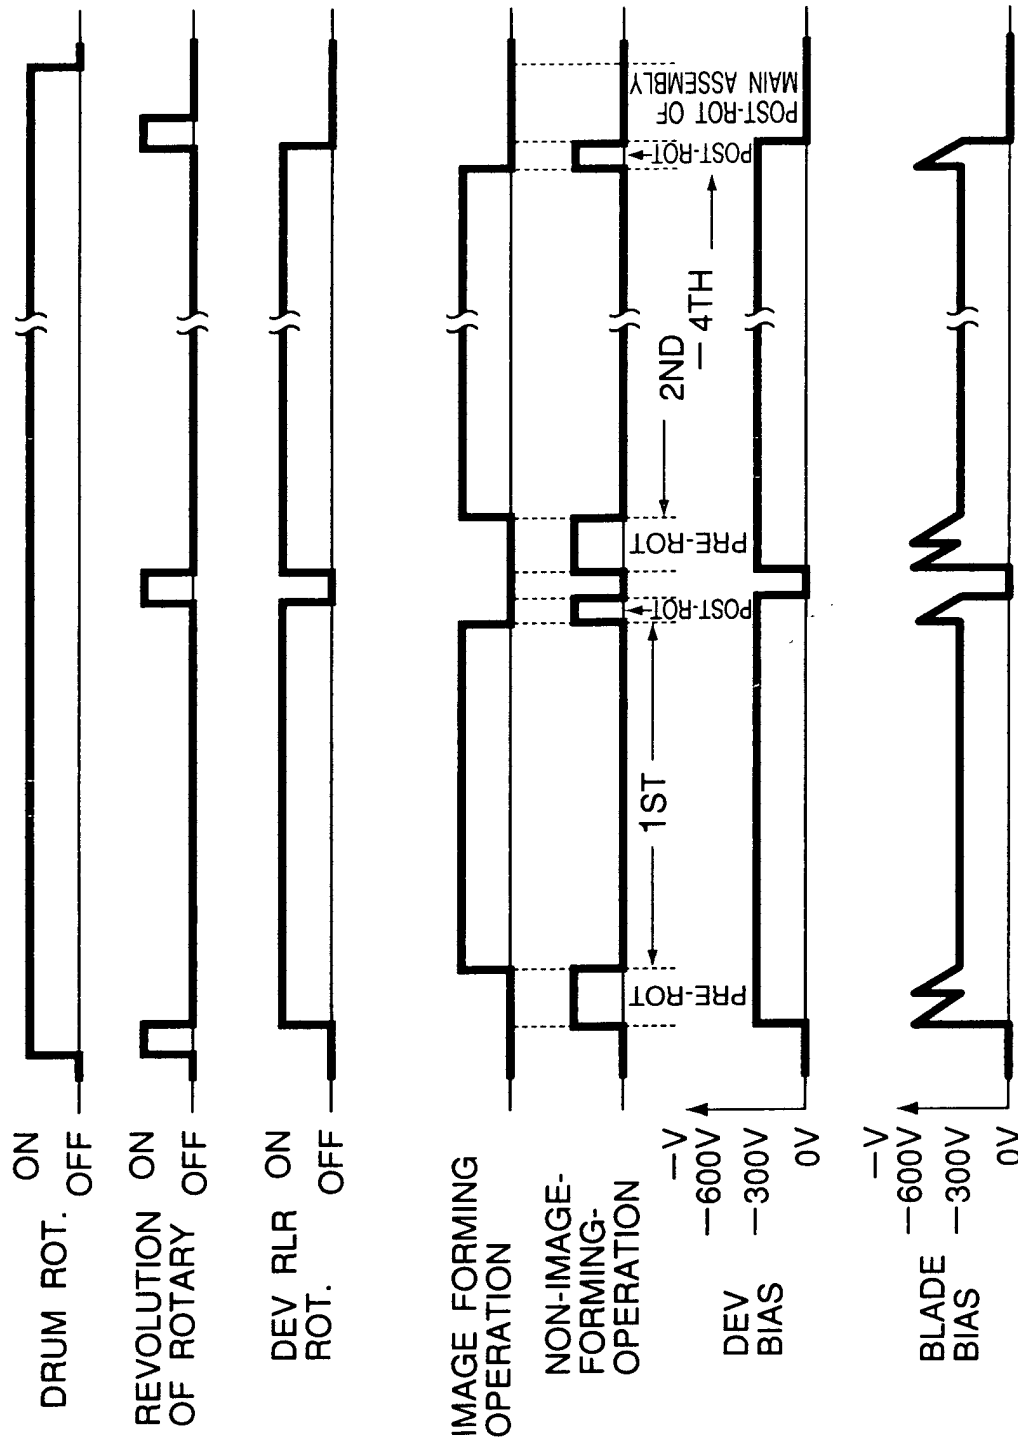 DRUM ROT.
ON
OFF
REVOLUTION
OF ROTARY
ON
OFF
DEV RLR
ROT.
ON
OFF
IMAGE FORMING
OPERATION
NON-IMAGE-
FORMING-
OPERATION
PRE-ROT
1ST
POST-ROT
PRE-ROT
2ND
—4TH
POST-ROT
POST-ROT OF
MAIN ASSEMBLY
DEV
BIAS
—V
—600V
—300V
0V
BLADE
BIAS
—V
—600V
—300V
0V